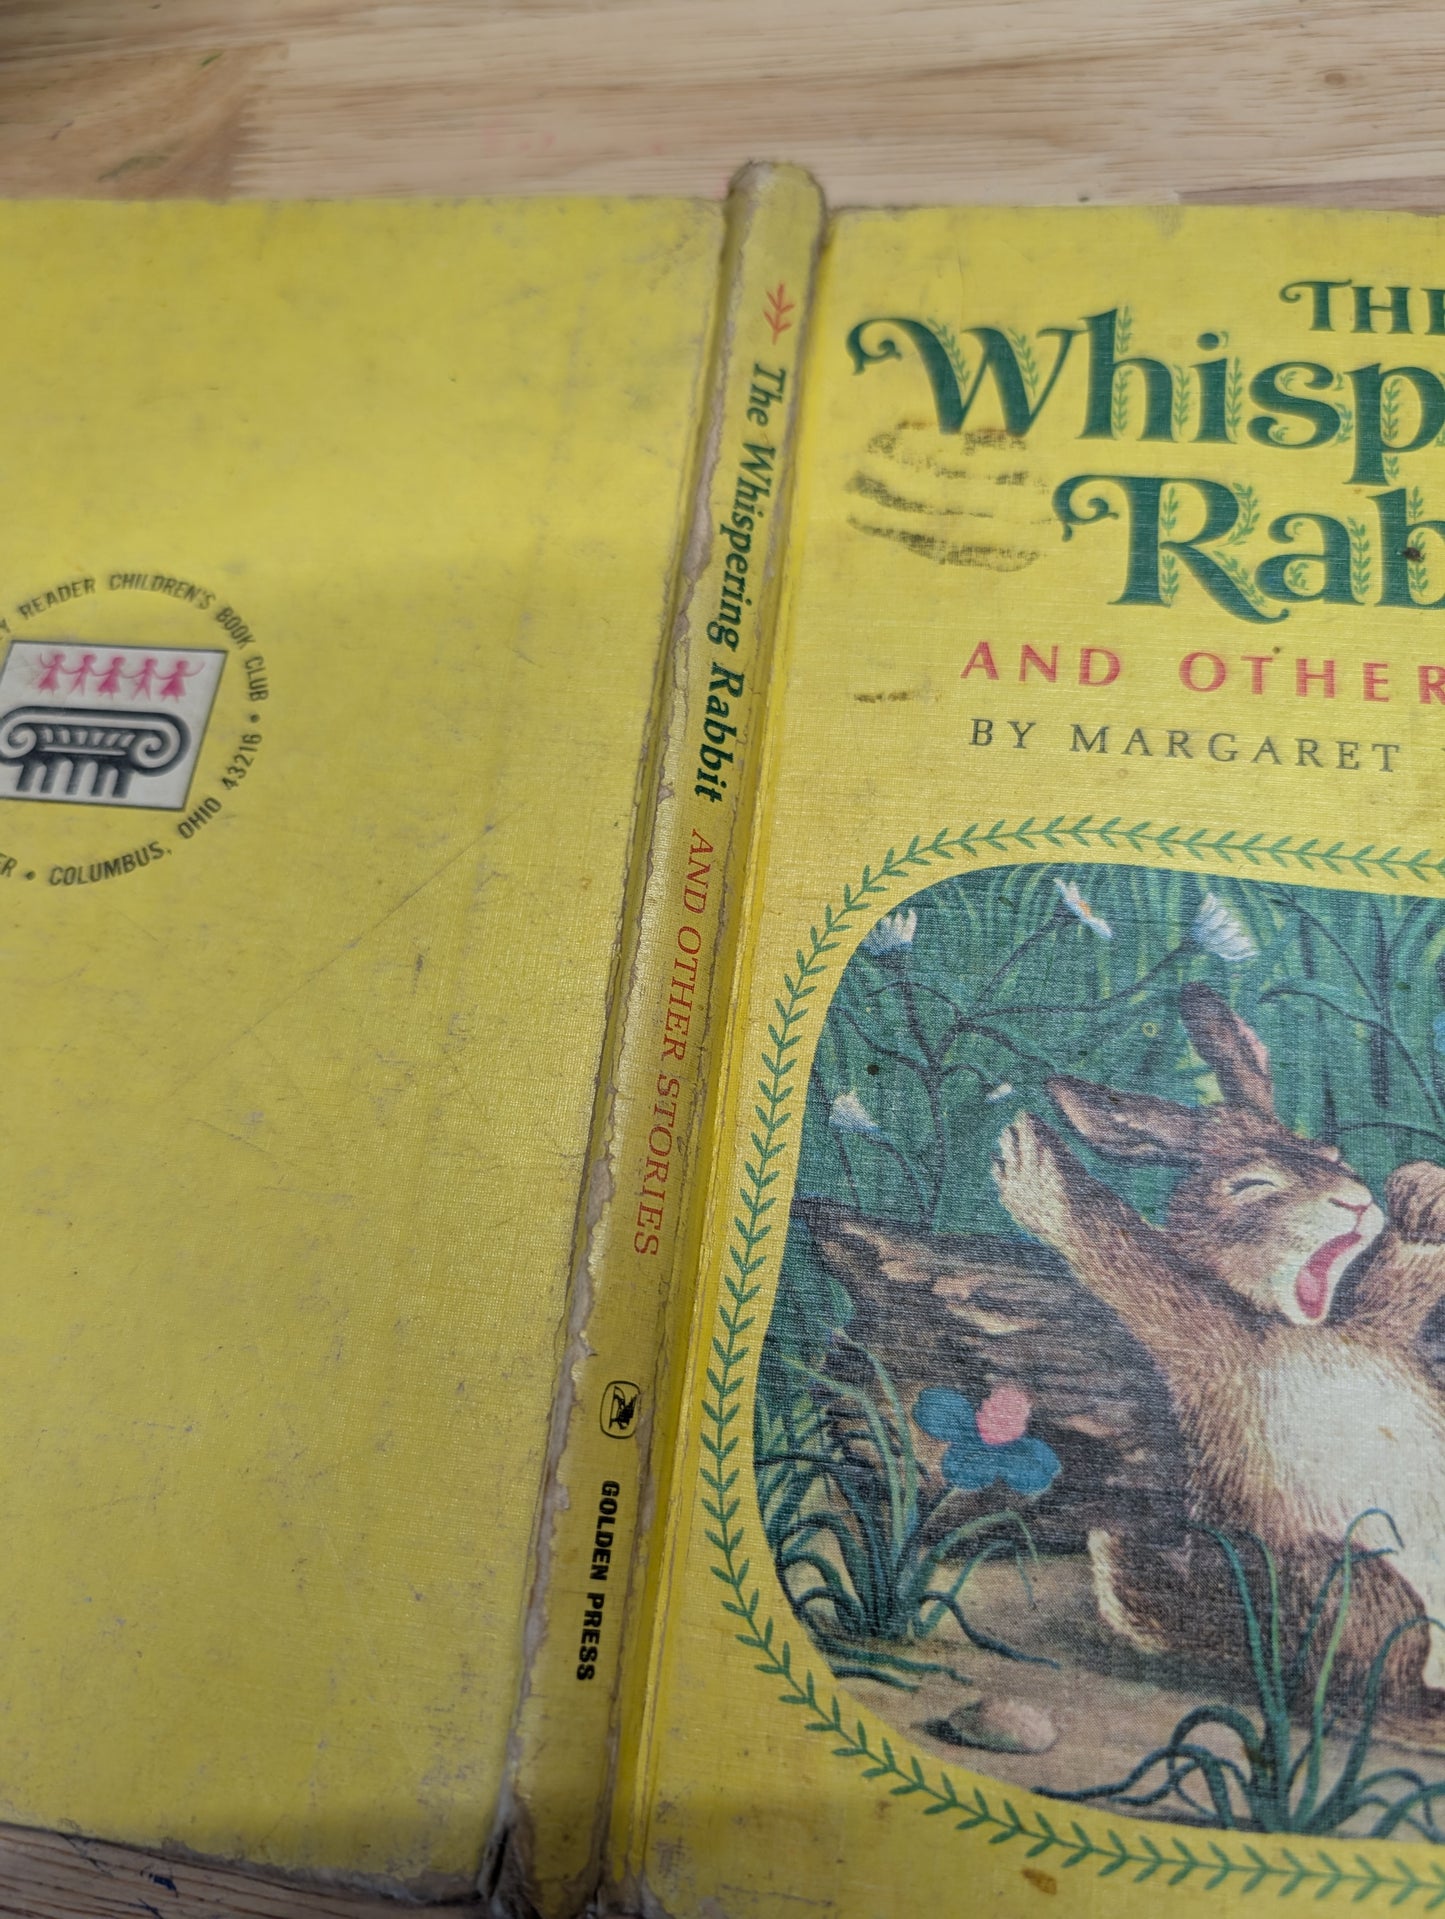 READER CHILDREN'S BOOK CLUB •
• COLUMBUS, OHIO 43216 •
The Whispering Rabbit AND OTHER STORIES
GOLDEN PRESS
THE
Whisp
Rab
AND OTHER
BY MARGARET